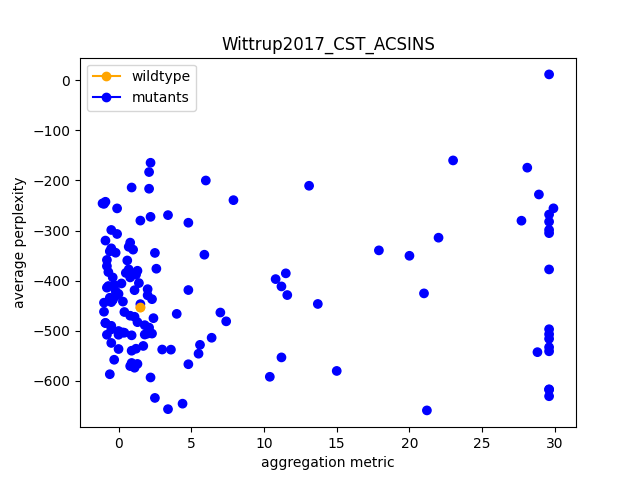 Wittrup2017_CST_ACSINS
wildtype
mutants
0
−100
−200
−300
−400
−500
−600
average perplexity
0
5
10
15
20
25
30
aggregation metric